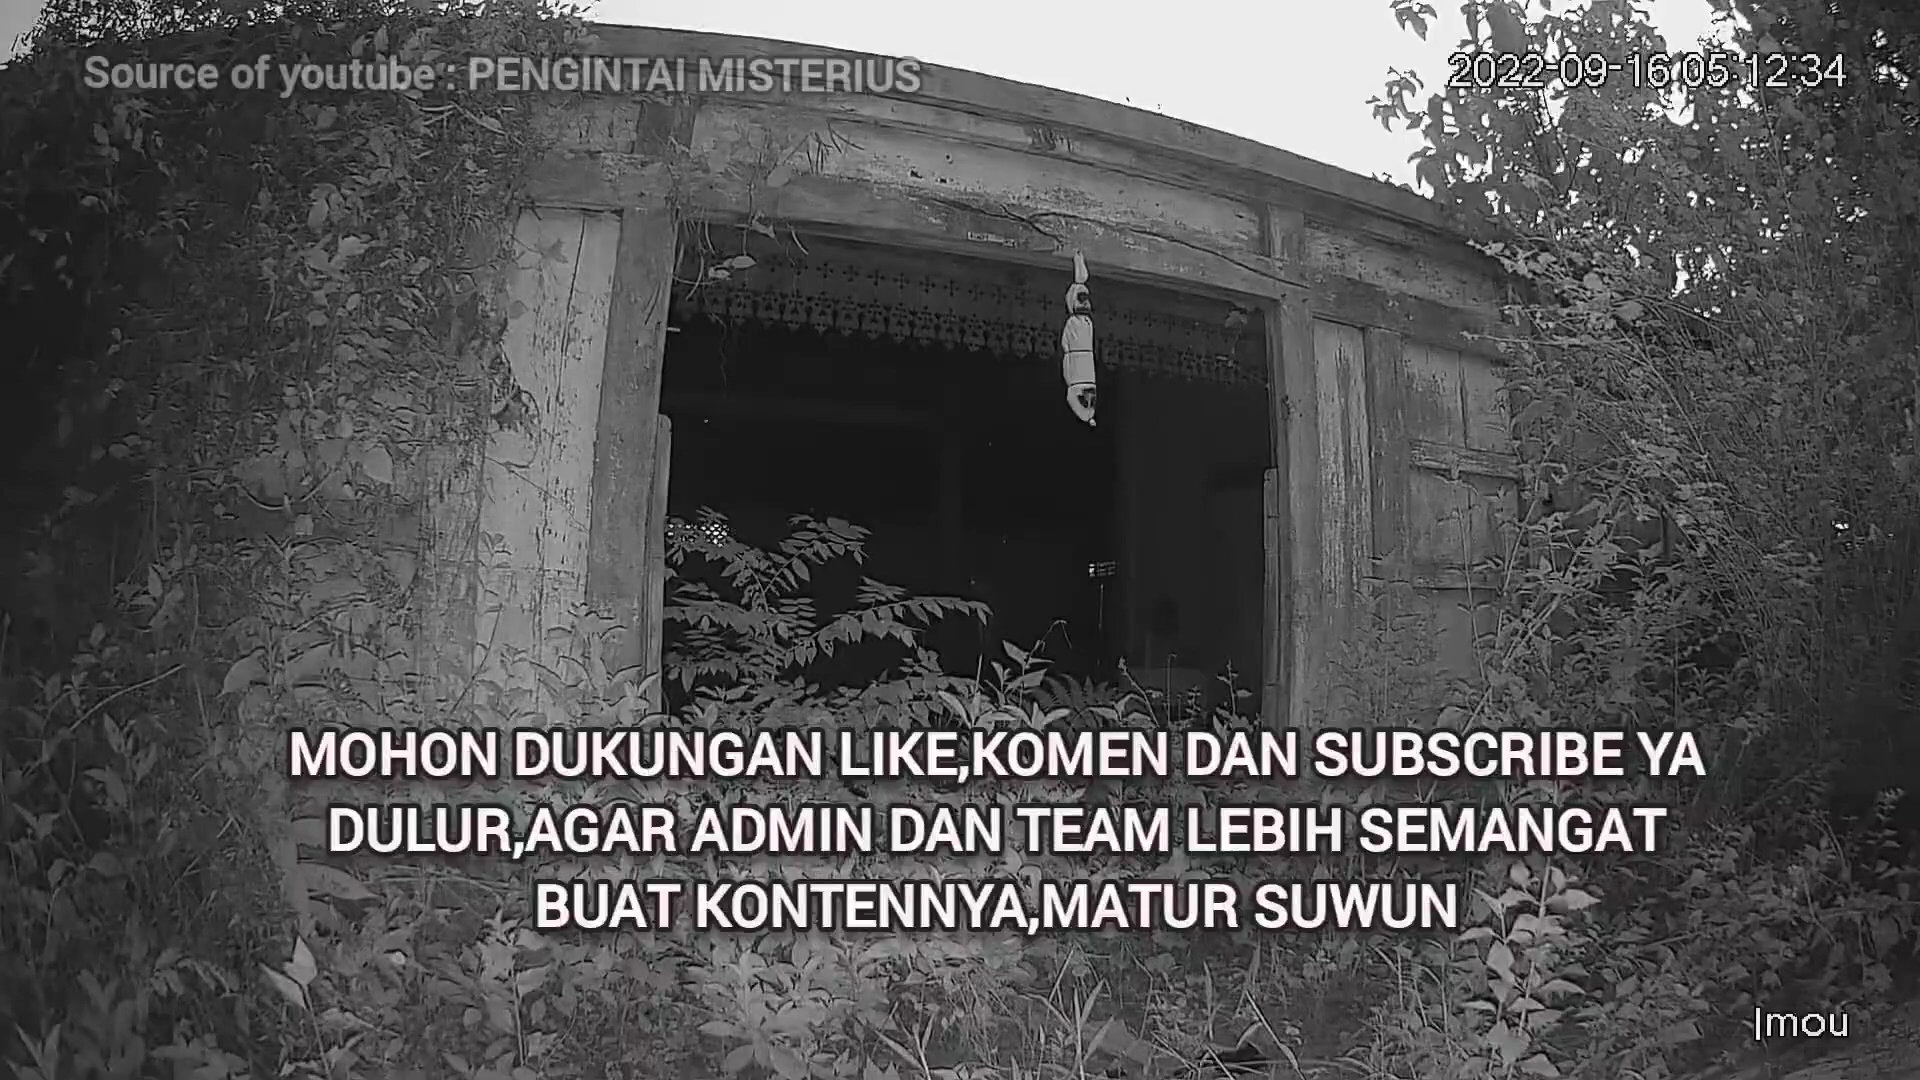 Source of youtube : PENGINTAI MISTERIUS
2022-09-16 05:12:34
MOHON DUKUNGAN LIKE,KOMEN DAN SUBSCRIBE YA
DULUR,AGAR ADMIN DAN TEAM LEBIH SEMANGAT
BUAT KONTENNYA,MATUR SUWUN
Imou